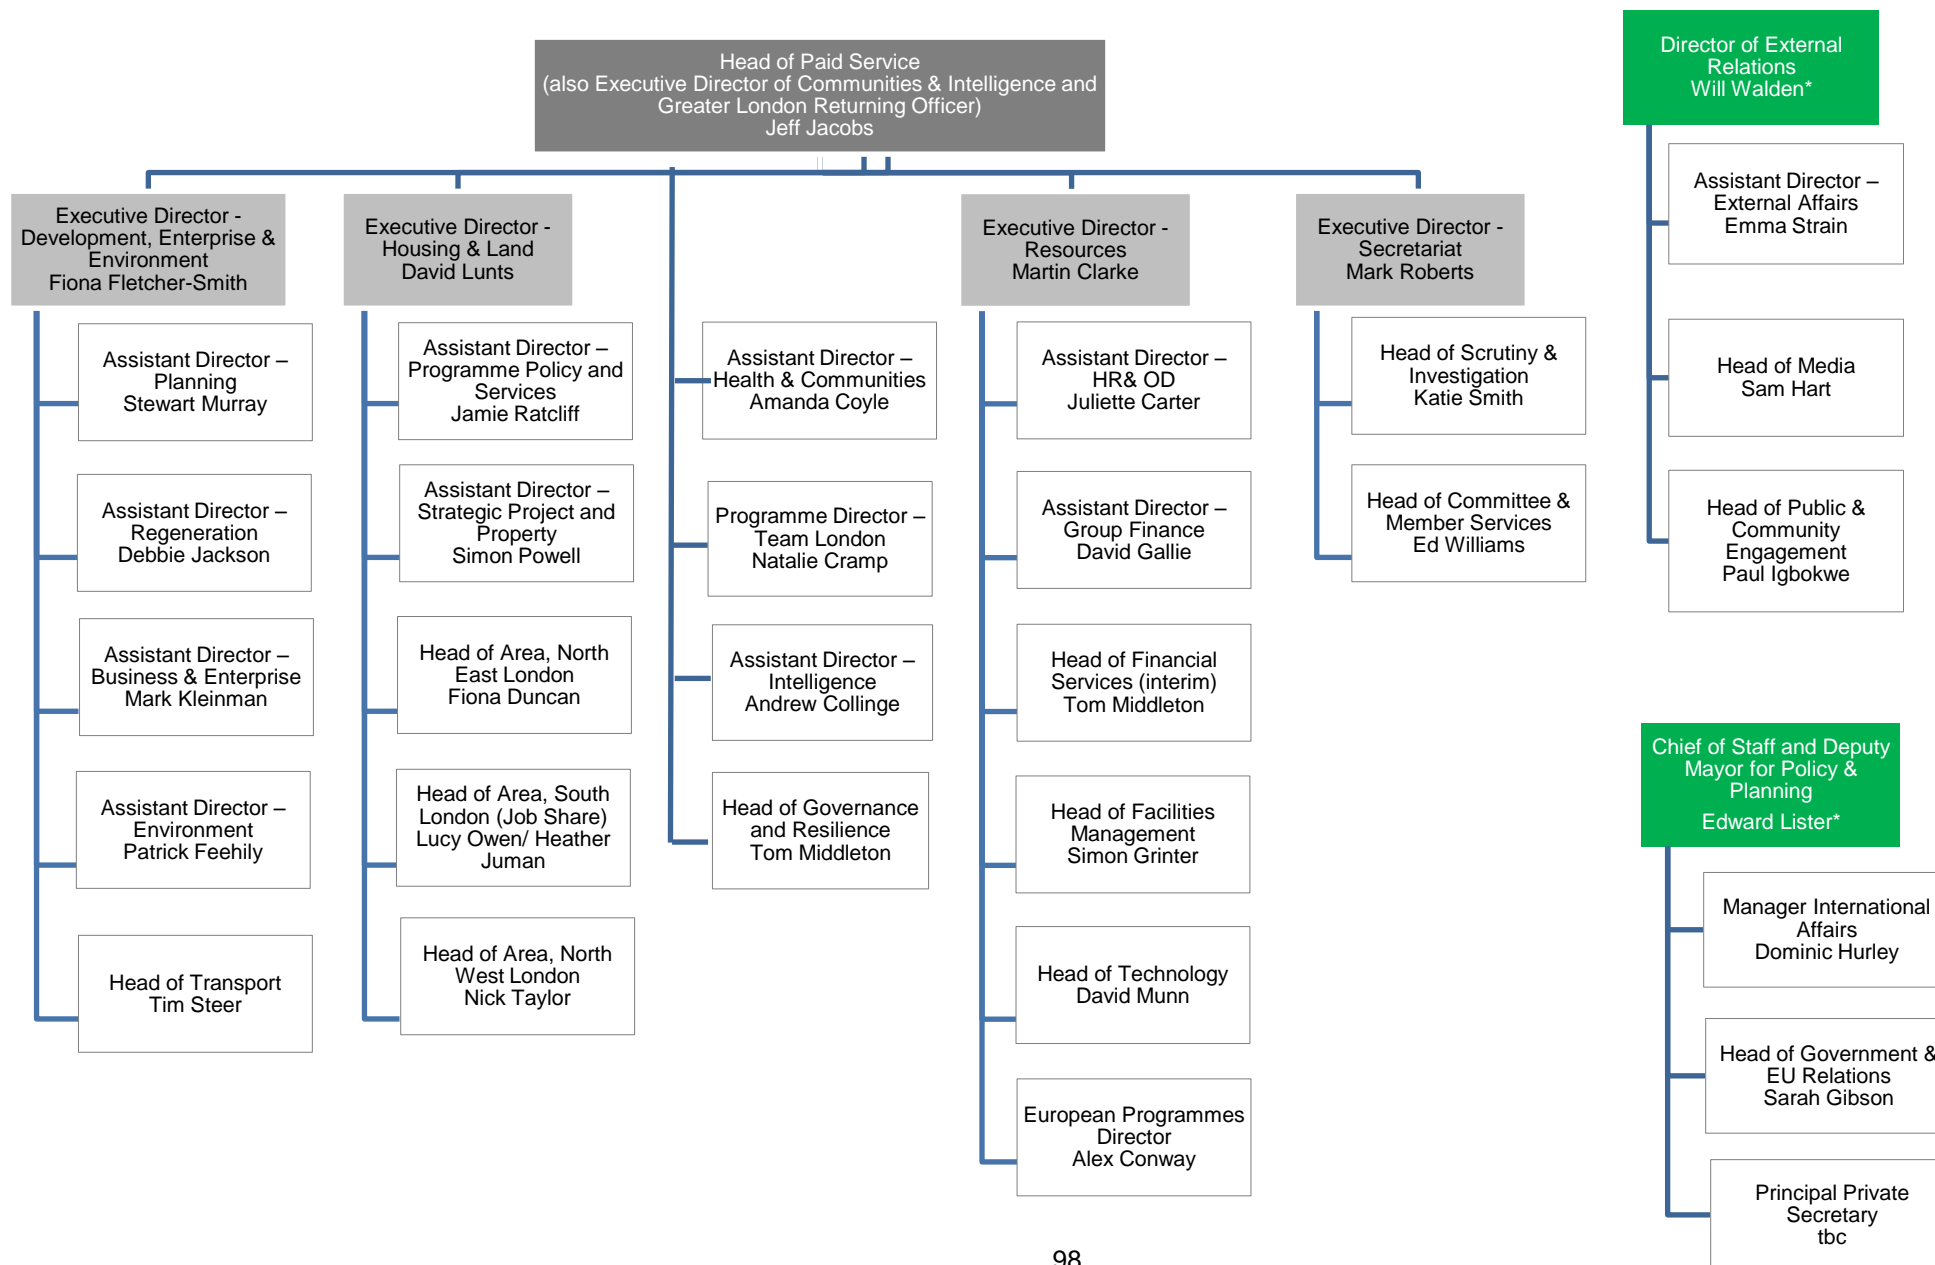 Head of Paid Service
(also Executive Director of Communities & Intelligence and
Greater London Returning Officer)
Jeff Jacobs
Executive Director -
Development, Enterprise &
Environment
Fiona Fletcher-Smith
Assistant Director –
Planning
Stewart Murray
Assistant Director –
Regeneration
Debbie Jackson
Assistant Director –
Business & Enterprise
Mark Kleinman
Assistant Director –
Environment
Patrick Feehily
Head of Transport
Tim Steer
Executive Director -
Housing & Land
David Lunts
Assistant Director –
Programme Policy and
Services
Jamie Ratcliff
Assistant Director –
Strategic Project and
Property
Simon Powell
Head of Area, North
East London
Fiona Duncan
Head of Area, South
London (Job Share)
Lucy Owen/ Heather
Juman
Head of Area, North
West London
Nick Taylor
Assistant Director –
Health & Communities
Amanda Coyle
Programme Director –
Team London
Natalie Cramp
Assistant Director –
Intelligence
Andrew Collinge
Head of Governance
and Resilience
Tom Middleton
Executive Director -
Resources
Martin Clarke
Assistant Director –
HR& OD
Juliette Carter
Assistant Director –
Group Finance
David Gallie
Head of Financial
Services (interim)
Tom Middleton
Head of Facilities
Management
Simon Grinter
Head of Technology
David Munn
European Programmes
Director
Alex Conway
Executive Director -
Secretariat
Mark Roberts
Head of Scrutiny &
Investigation
Katie Smith
Head of Committee &
Member Services
Ed Williams
Director of External
Relations
Will Walden*
Assistant Director –
External Affairs
Emma Strain
Head of Media
Sam Hart
Head of Public &
Community
Engagement
Paul Igbokwe
Chief of Staff and Deputy
Mayor for Policy &
Planning
Edward Lister*
Manager International
Affairs
Dominic Hurley
Head of Government &
EU Relations
Sarah Gibson
Principal Private
Secretary
tbc
98